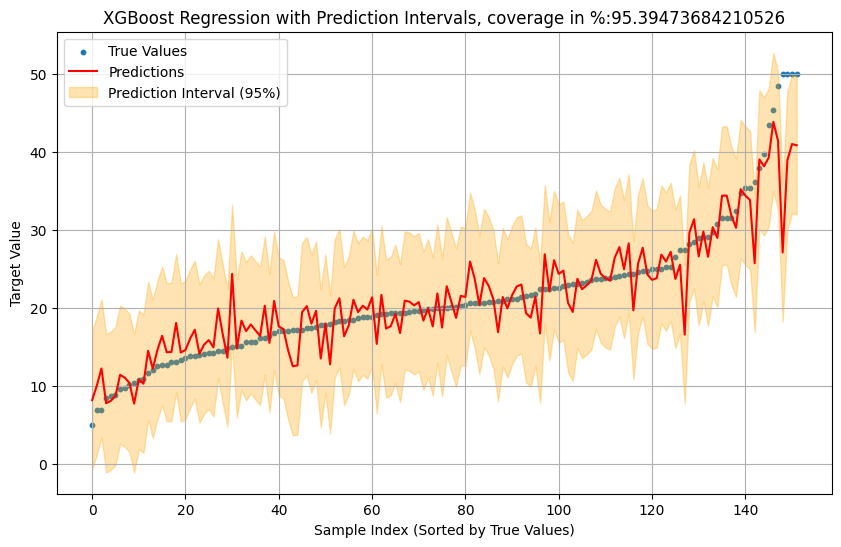 XGBoost Regression with Prediction Intervals, coverage in %:95.39473684210526
True Values
Predictions
Prediction Interval (95%)
Target Value
50
40
30
20
10
0
0 20 40 60 80 100 120 140
Sample Index (Sorted by True Values)